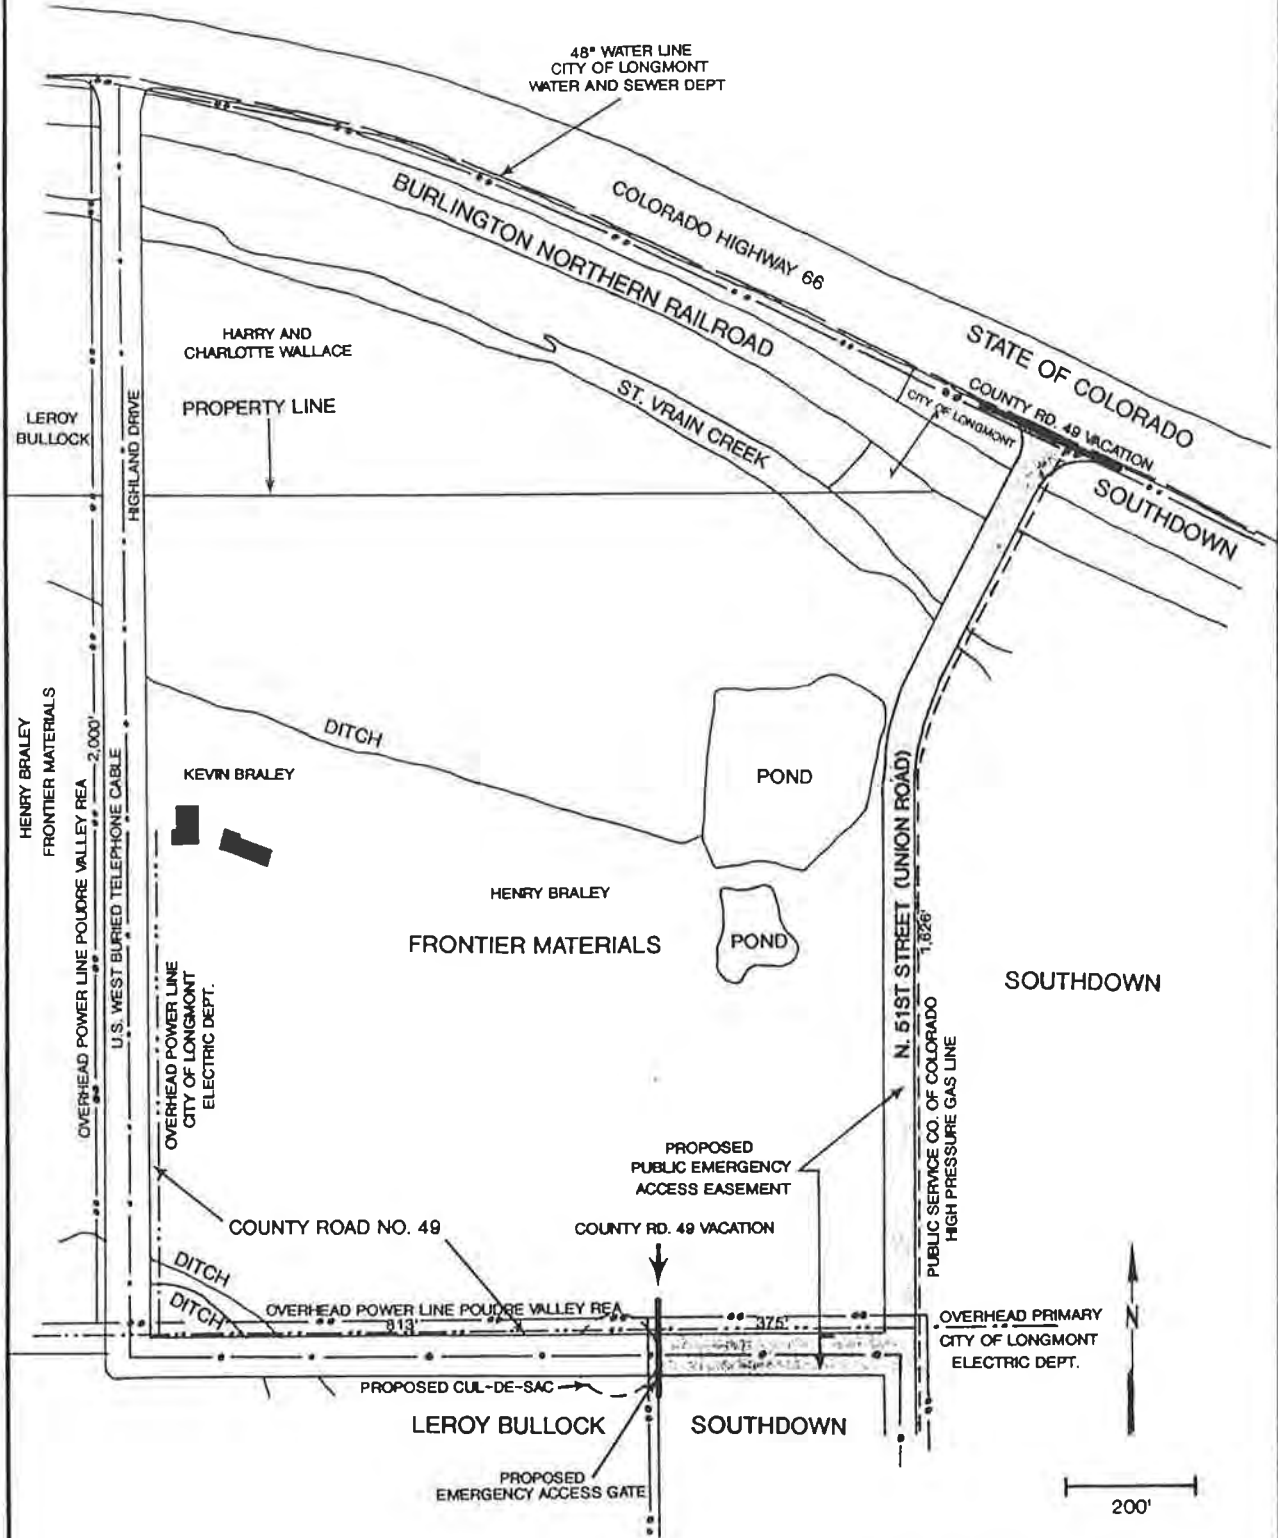 48" WATER LINE
CITY OF LONGMONT
WATER AND SEWER DEPT
COLORADO HIGHWAY 66
BURLINGTON NORTHERN RAILROAD
STATE OF COLORADO
COUNTY RD. 49 VACATION
CITY OF LONGMONT
SOUTHDOWN
HARRY AND
CHARLOTTE WALLACE
ST. VRAIN CREEK
PROPERTY LINE
LEROY
BULLOCK
HIGHLAND DRIVE
HENRY BRALEY
FRONTIER MATERIALS
OVERHEAD POWER LINE POUDRE VALLEY REA
2,000'
U.S. WEST BURIED TELEPHONE CABLE
DITCH
KEVIN BRALEY
POND
HENRY BRALEY
FRONTIER MATERIALS
POND
N. 51ST STREET (UNION ROAD)
1,626'
SOUTHDOWN
OVERHEAD POWER LINE
CITY OF LONGMONT
ELECTRIC DEPT.
PUBLIC SERVICE CO. OF COLORADO
HIGH PRESSURE GAS LINE
PROPOSED
PUBLIC EMERGENCY
ACCESS EASEMENT
COUNTY ROAD NO. 49
COUNTY RD. 49 VACATION
DITCH
DITCH
OVERHEAD POWER LINE POUDRE VALLEY REA
813'
375'
OVERHEAD PRIMARY
CITY OF LONGMONT
ELECTRIC DEPT.
N
PROPOSED CUL-DE-SAC
LEROY BULLOCK
SOUTHDOWN
PROPOSED
EMERGENCY ACCESS GATE
200'